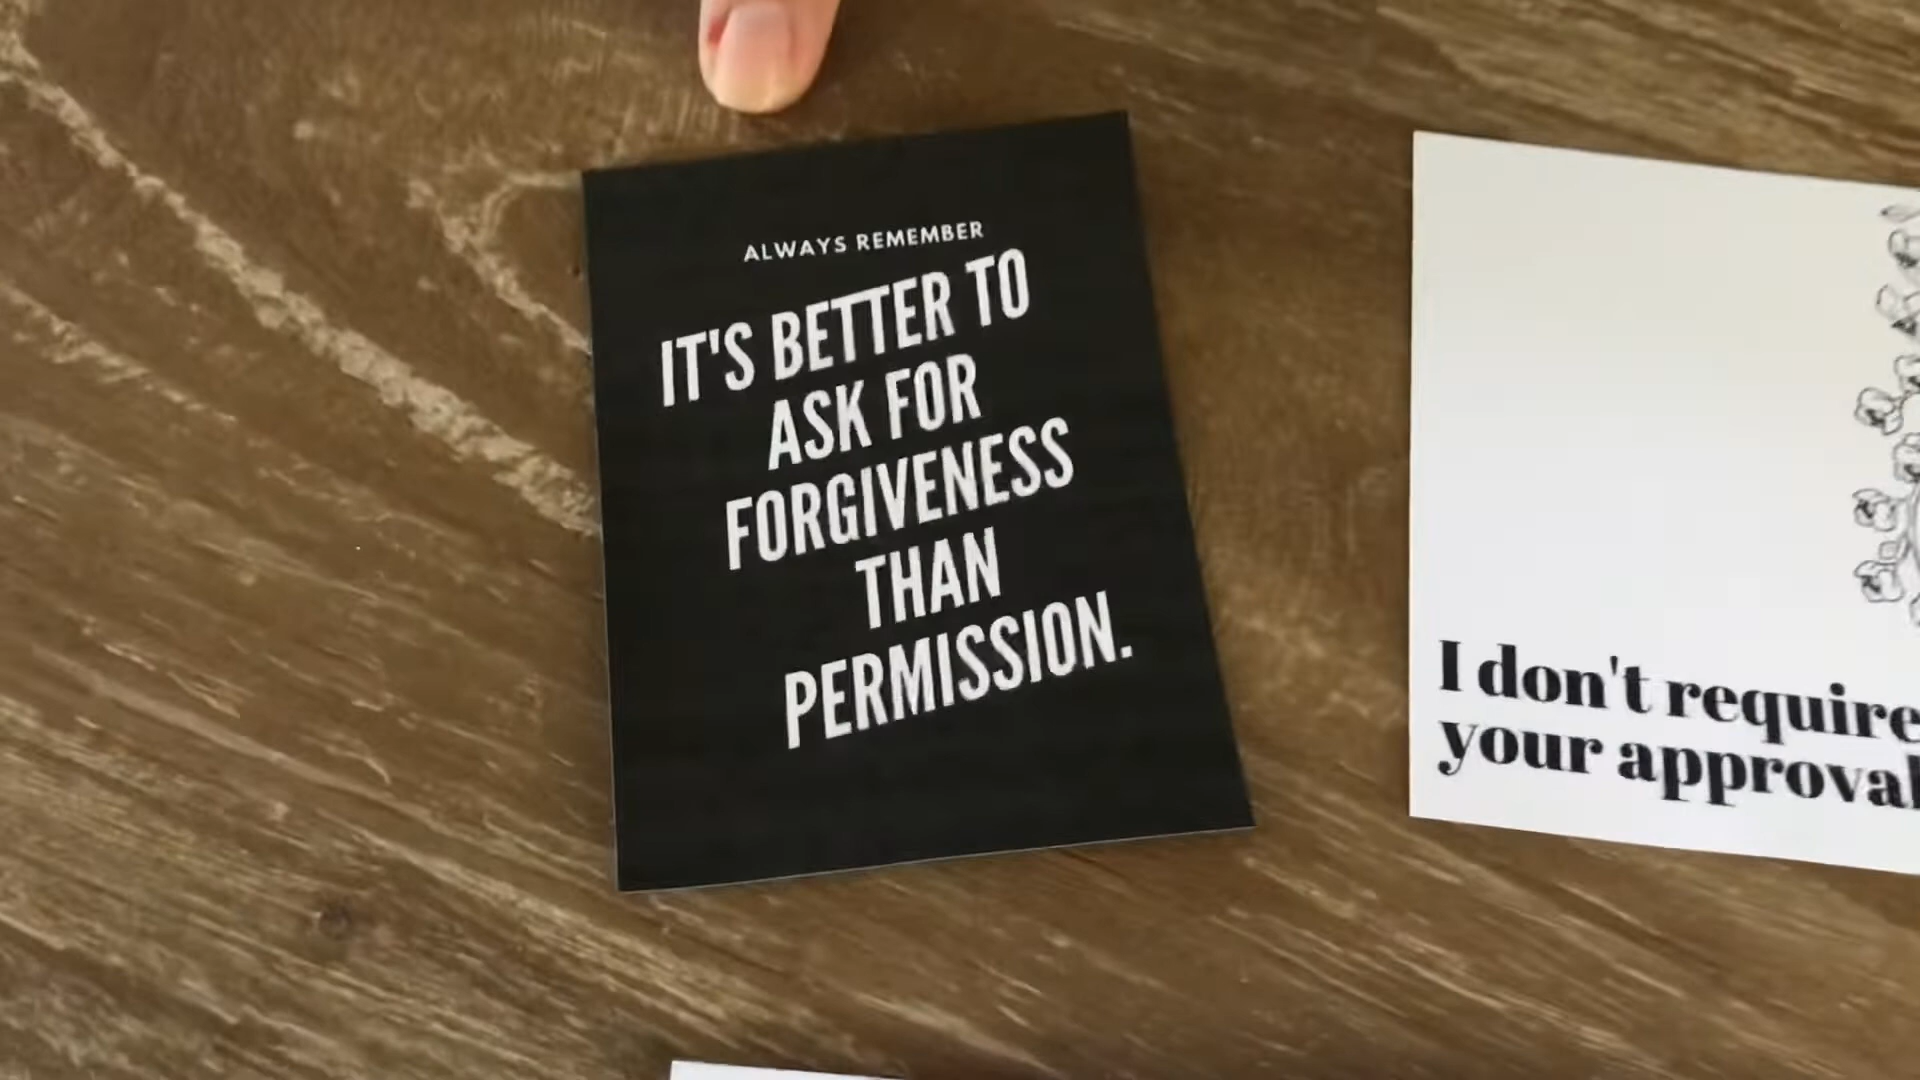 ALWAYS REMEMBER
IT'S BETTER TO
ASK FOR
FORGIVENESS
THAN
PERMISSION.
I don't require
your approval